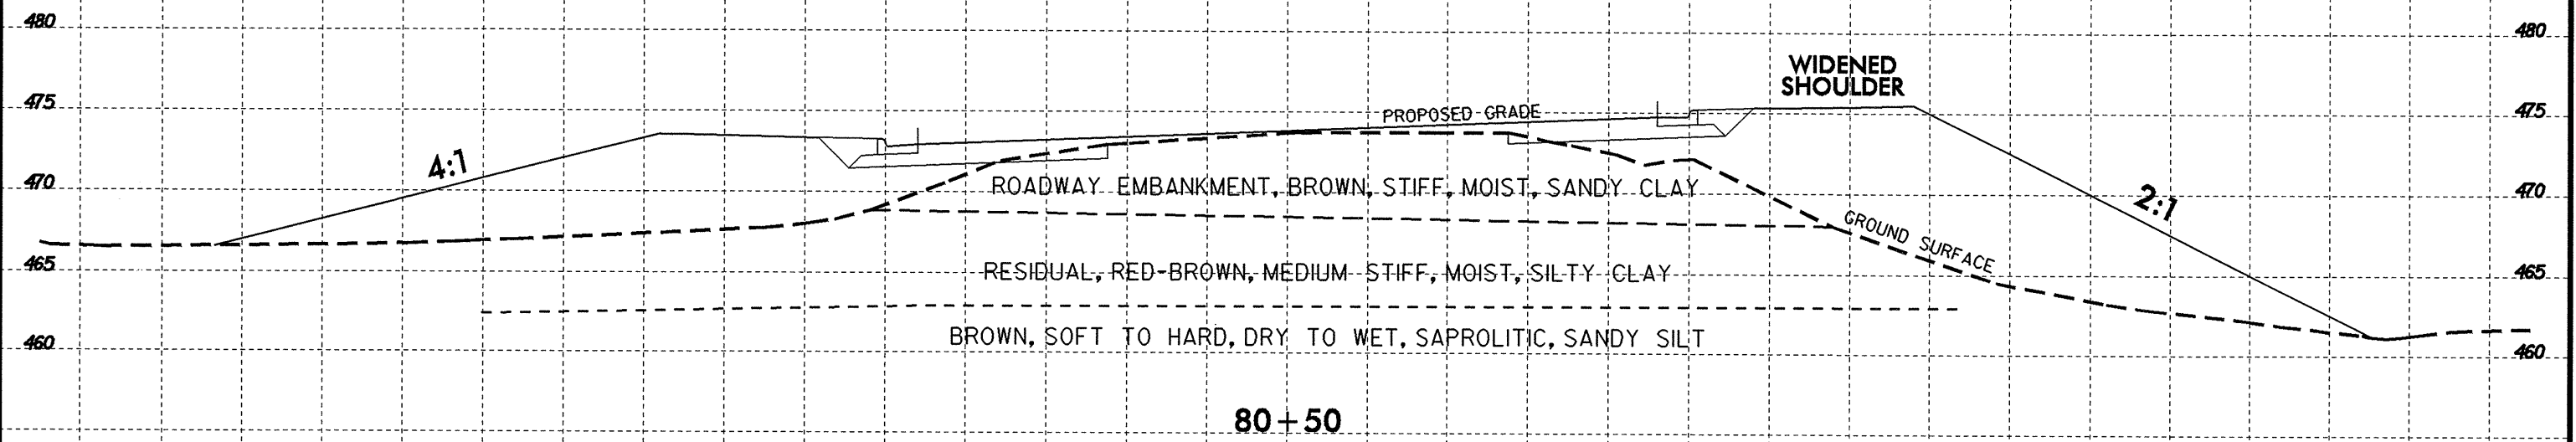 480
480
WIDENED
SHOULDER
475
PROPOSED GRADE
475
4:1
470
ROADWAY EMBANKMENT, BROWN, STIFF, MOIST, SANDY CLAY
470
2:1
GROUND SURFACE
465
RESIDUAL, RED-BROWN, MEDIUM STIFF, MOIST, SILTY CLAY
465
460
BROWN, SOFT TO HARD, DRY TO WET, SAPROLITIC, SANDY SILT
460
80+50